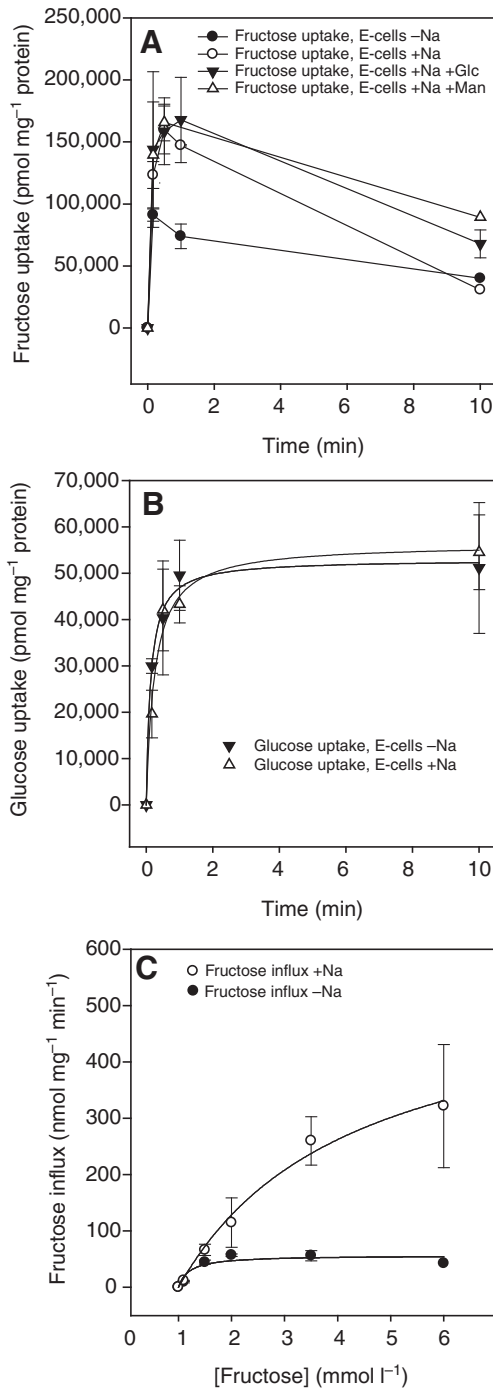 A
Fructose uptake, E-cells –Na
Fructose uptake, E-cells +Na
Fructose uptake, E-cells +Na +Glc
Fructose uptake, E-cells +Na +Man
250,000
200,000
150,000
100,000
50,000
0
Fructose uptake (pmol mg⁻¹ protein)
0 2 4 6 8 10
Time (min)
B
70,000
60,000
50,000
40,000
30,000
20,000
10,000
0
Glucose uptake (pmol mg⁻¹ protein)
Glucose uptake, E-cells –Na
Glucose uptake, E-cells +Na
0 2 4 6 8 10
Time (min)
C
Fructose influx +Na
Fructose influx –Na
600
500
400
300
200
100
0
Fructose influx (nmol mg⁻¹ min⁻¹)
0 1 2 3 4 5 6
[Fructose] (mmol l⁻¹)